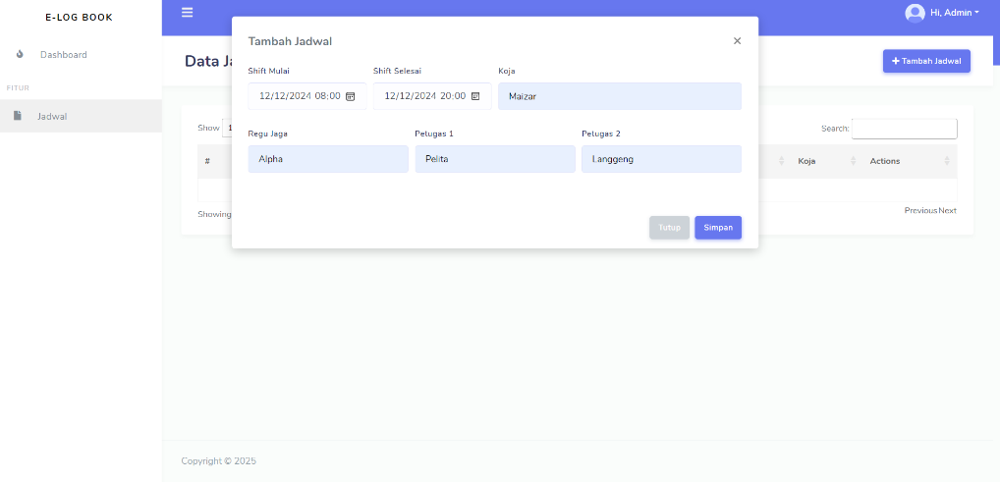 E-LOG BOOK
Hi, Admin
Dashboard
FITUR
Jadwal
Data Ja
Tambah Jadwal
Tambah Jadwal
×
Shift Mulai Shift Selesai Koja
12/12/2024 08:00 12/12/2024 20:00 Maizar
Regu Jaga Petugas 1 Petugas 2
Alpha Pelita Langgeng
Tutup Simpan
Show 1
Search:
# Koja Actions
Showing
Previous Next
Copyright © 2025